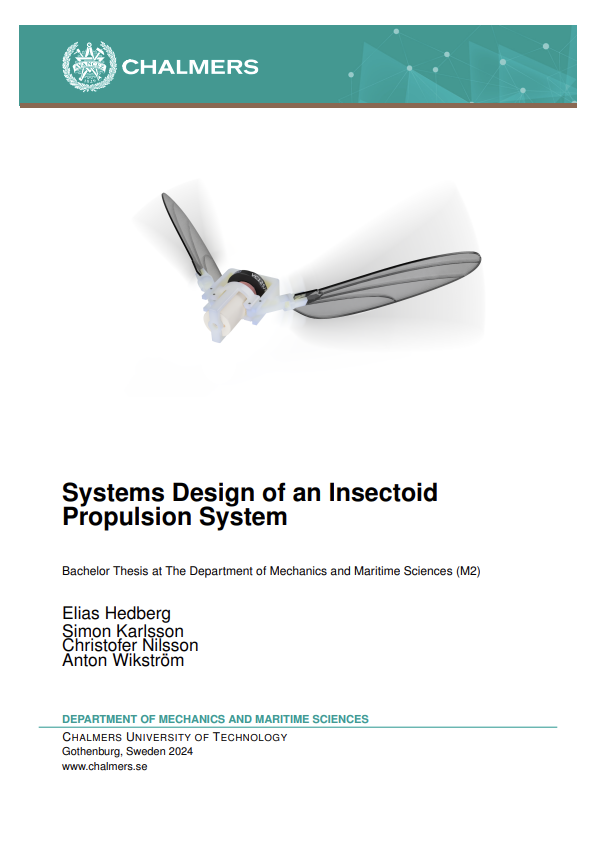 CHALMERS
Systems Design of an Insectoid
Propulsion System
Bachelor Thesis at The Department of Mechanics and Maritime Sciences (M2)
Elias Hedberg
Simon Karlsson
Christofer Nilsson
Anton Wikström
DEPARTMENT OF MECHANICS AND MARITIME SCIENCES
CHALMERS UNIVERSITY OF TECHNOLOGY
Gothenburg, Sweden 2024
www.chalmers.se